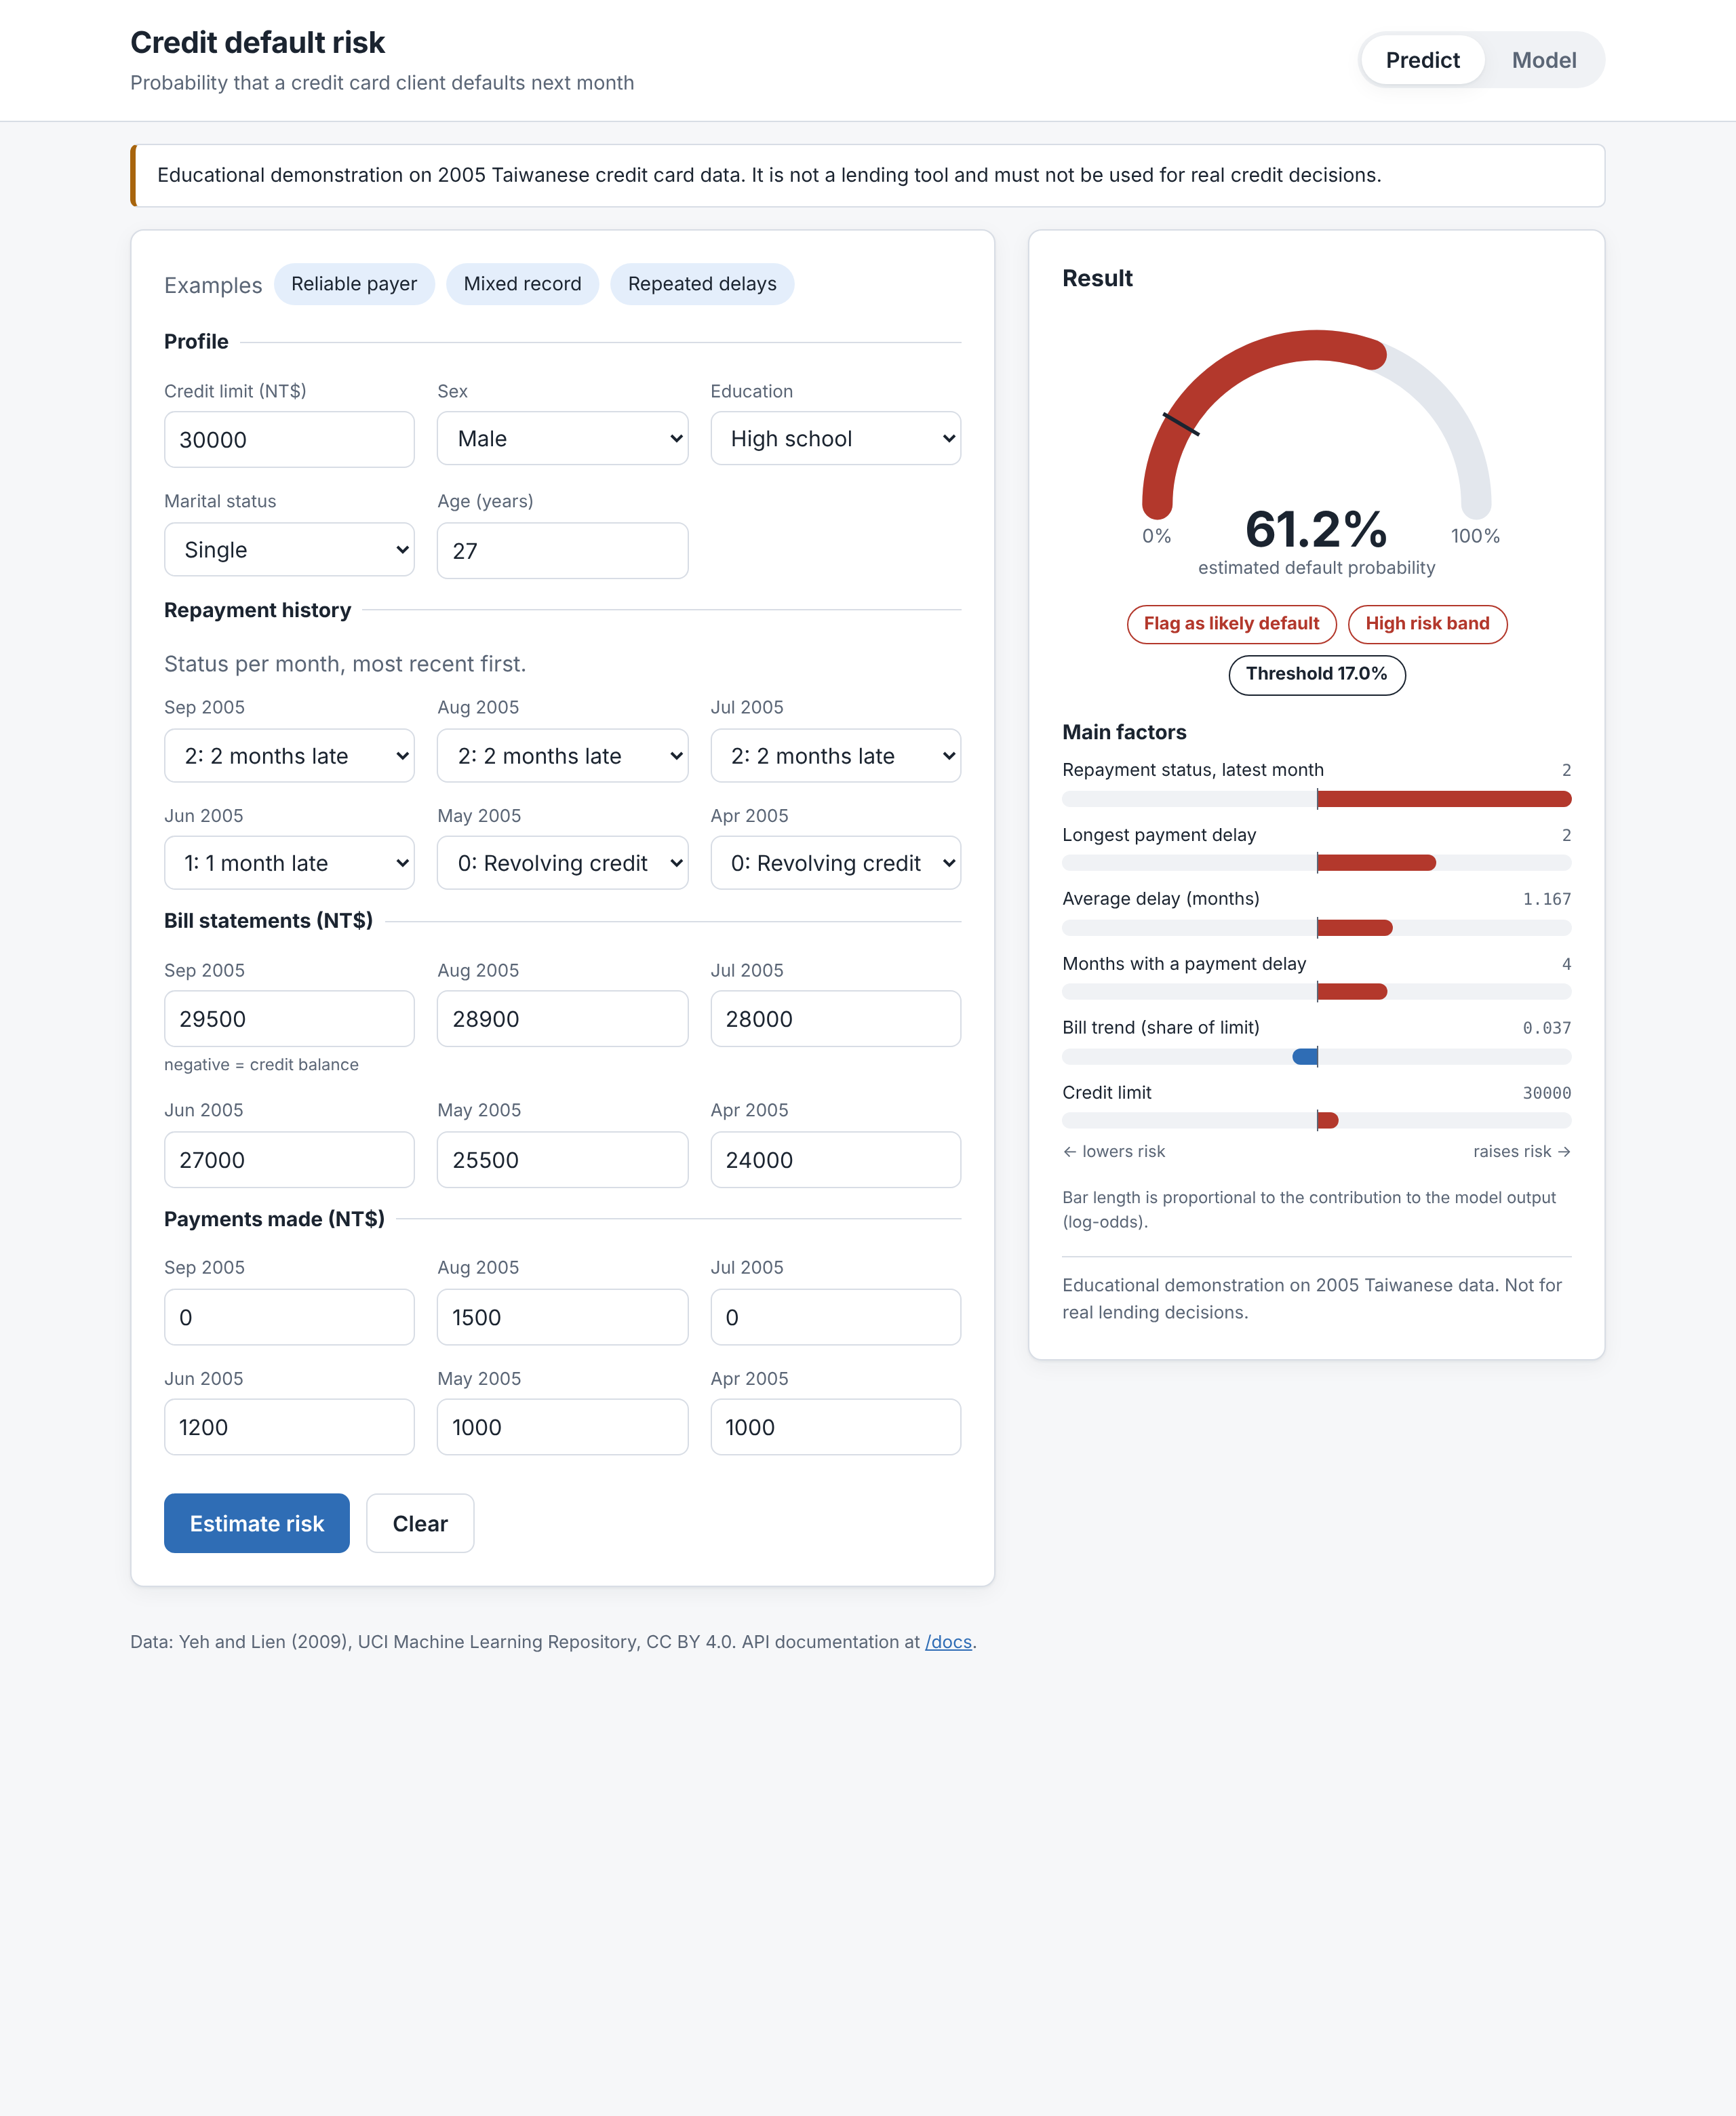 Credit default risk
Probability that a credit card client defaults next month
Predict
Model
Educational demonstration on 2005 Taiwanese credit card data. It is not a lending tool and must not be used for real credit decisions.
Examples
Reliable payer
Mixed record
Repeated delays
Profile
Credit limit (NT$)
Sex
Education
30000
Male
High school
Marital status
Age (years)
Single
27
Repayment history
Status per month, most recent first.
Sep 2005
Aug 2005
Jul 2005
2: 2 months late
2: 2 months late
2: 2 months late
Jun 2005
May 2005
Apr 2005
1: 1 month late
0: Revolving credit
0: Revolving credit
Bill statements (NT$)
Sep 2005
Aug 2005
Jul 2005
29500
28900
28000
negative = credit balance
Jun 2005
May 2005
Apr 2005
27000
25500
24000
Payments made (NT$)
Sep 2005
Aug 2005
Jul 2005
0
1500
0
Jun 2005
May 2005
Apr 2005
1200
1000
1000
Estimate risk
Clear
Result
0%
61.2%
100%
estimated default probability
Flag as likely default
High risk band
Threshold 17.0%
Main factors
Repayment status, latest month
2
Longest payment delay
2
Average delay (months)
1.167
Months with a payment delay
4
Bill trend (share of limit)
0.037
Credit limit
30000
← lowers risk
raises risk →
Bar length is proportional to the contribution to the model output
(log-odds).
Educational demonstration on 2005 Taiwanese data. Not for
real lending decisions.
Data: Yeh and Lien (2009), UCI Machine Learning Repository, CC BY 4.0. API documentation at /docs.